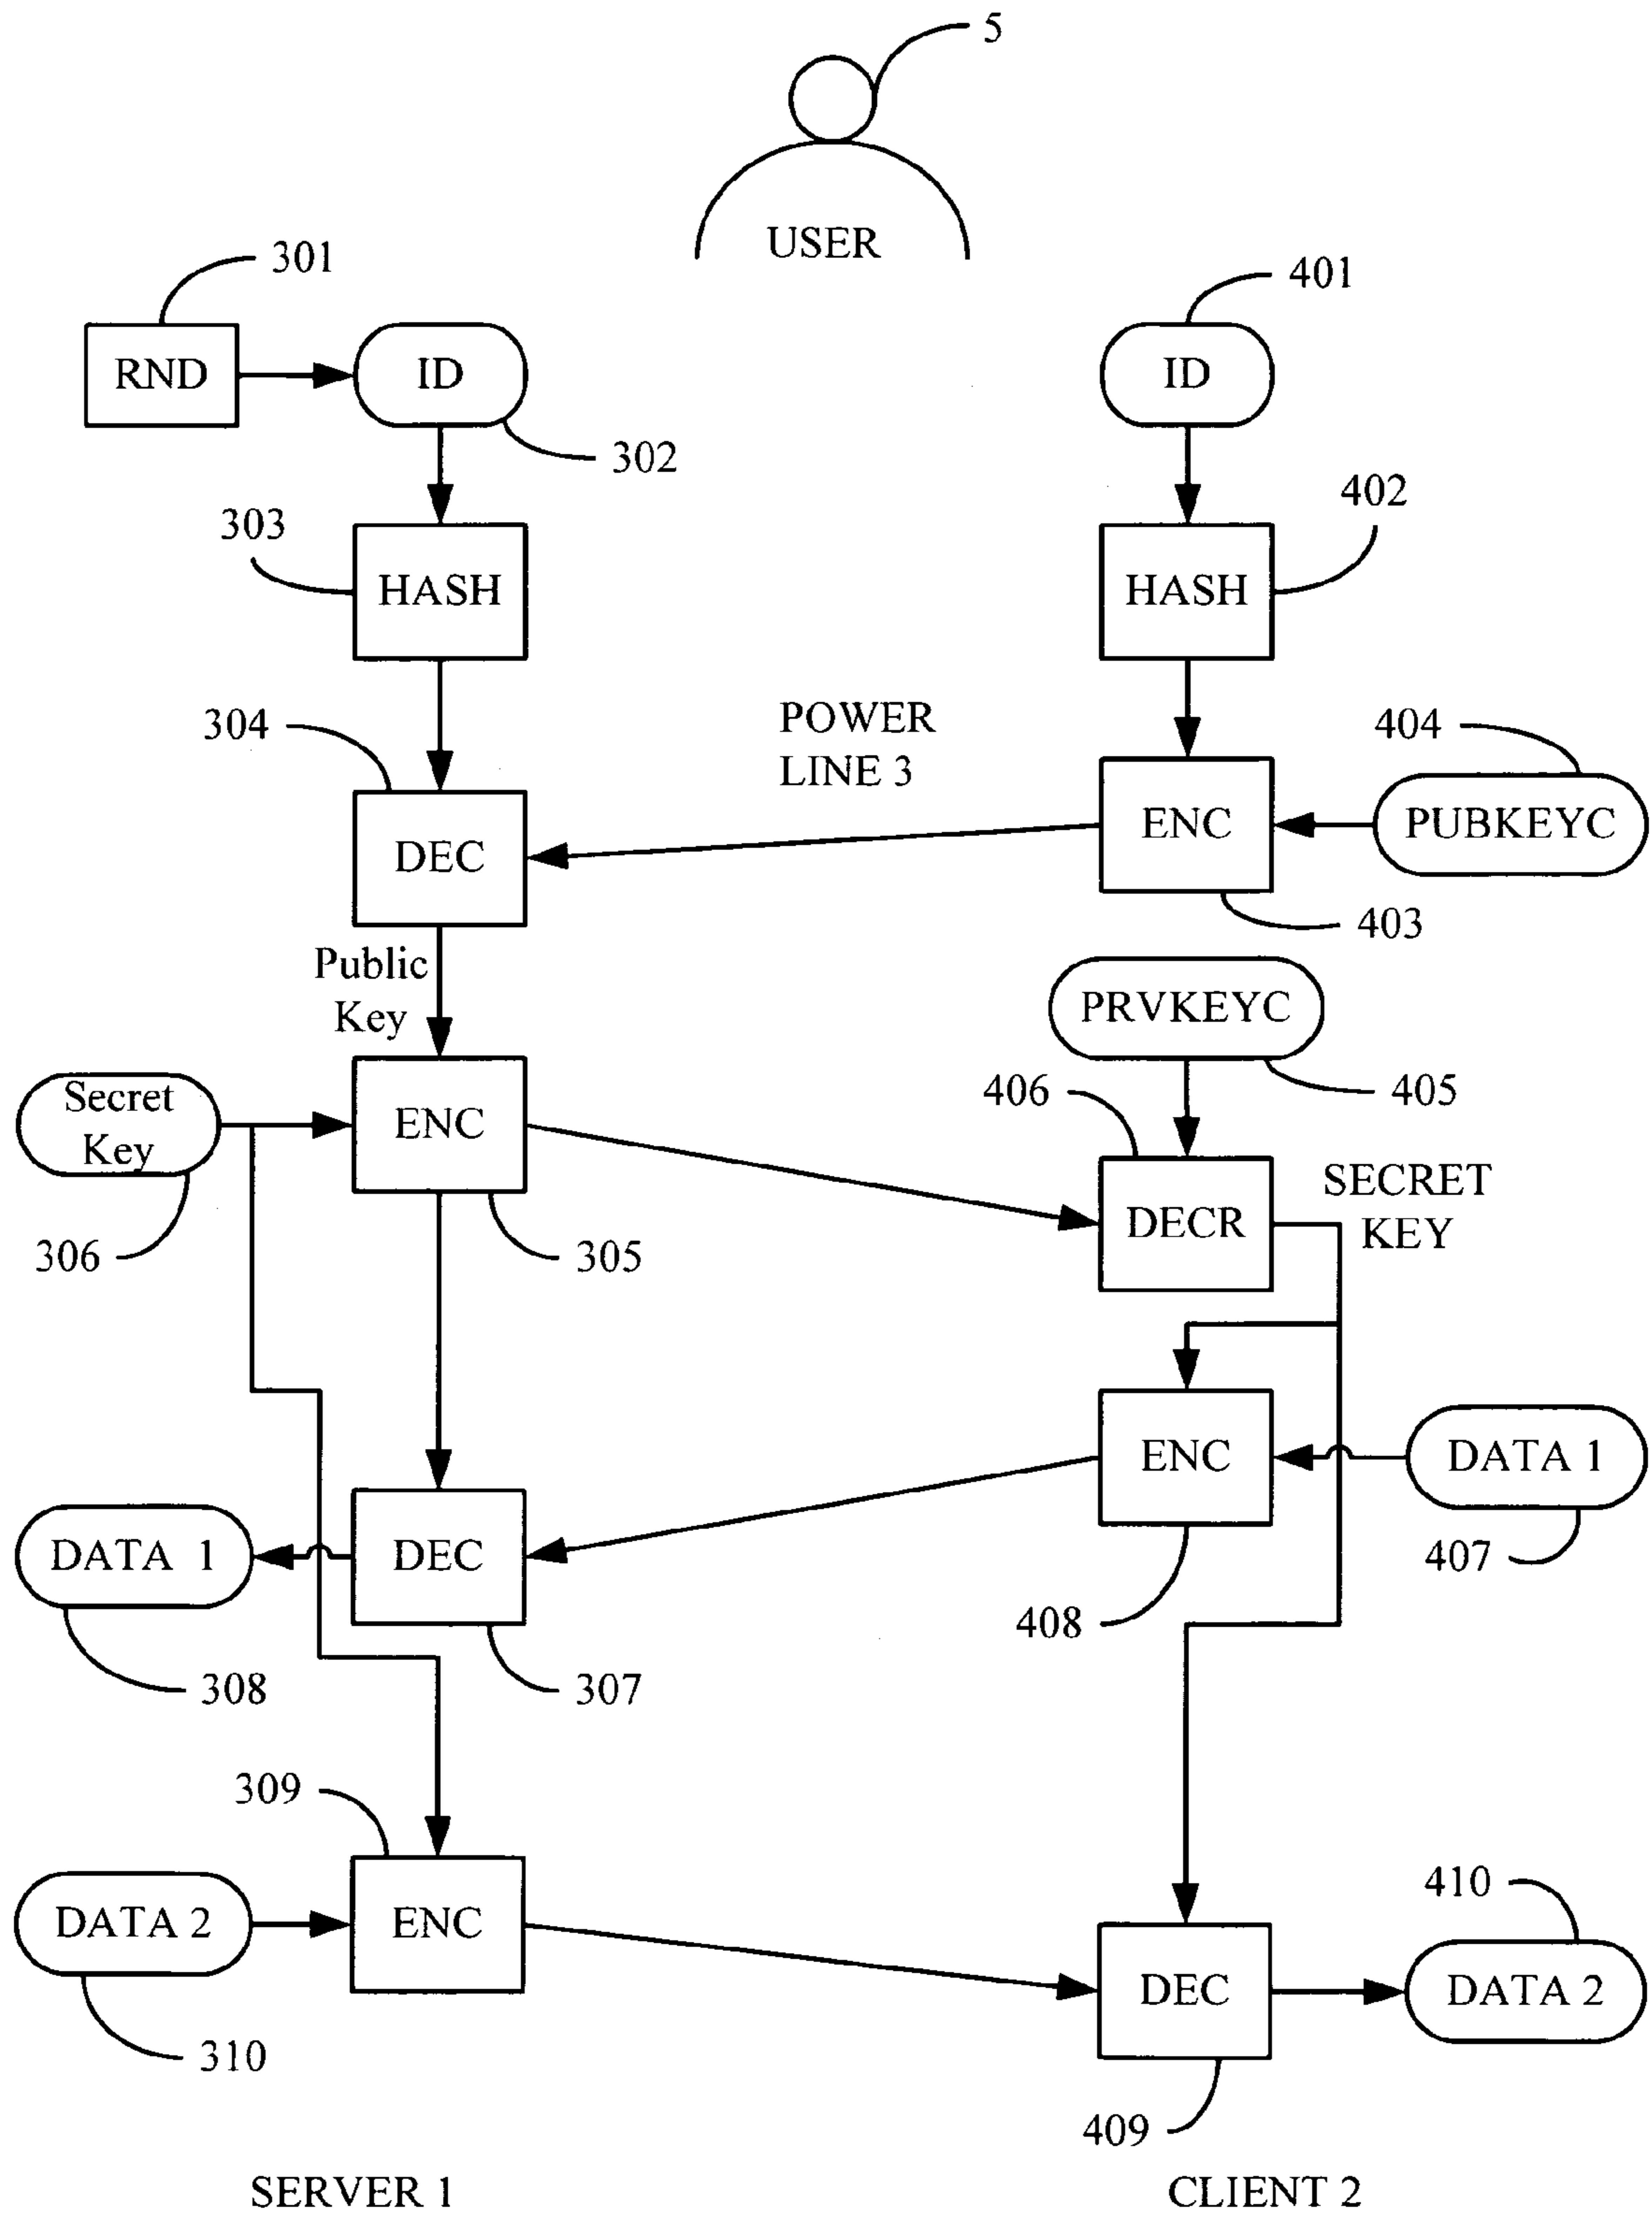 5
USER
301
401
RND
ID
ID
302
402
303
HASH
HASH
POWER
LINE 3
304
404
ENC
PUBKEYC
DEC
403
Public
Key
PRVKEYC
406
405
Secret
Key
ENC
SECRET
KEY
DECR
306
305
ENC
DATA 1
DATA 1
DEC
407
408
308
307
309
410
DATA 2
ENC
DEC
DATA 2
310
409
SERVER 1
CLIENT 2